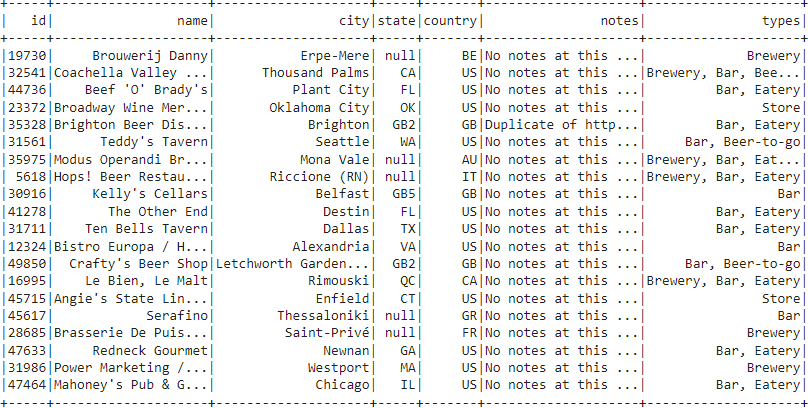 +-----+--------------------+--------------------+-----+-------+--------------------+--------------------+
|   id|                name|                city|state|country|               notes|               types|
+-----+--------------------+--------------------+-----+-------+--------------------+--------------------+
|19730|      Brouwerij Danny|           Erpe-Mere| null|     BE|No notes at this ...|             Brewery|
|32541|Coachella Valley ...|      Thousand Palms|   CA|     US|No notes at this ...|Brewery, Bar, Bee...|
|44736|     Beef 'O' Brady's|          Plant City|   FL|     US|No notes at this ...|         Bar, Eatery|
|23372|Broadway Wine Mer...|       Oklahoma City|   OK|     US|No notes at this ...|               Store|
|35328|Brighton Beer Dis...|            Brighton|  GB2|     GB|Duplicate of http...|         Bar, Eatery|
|31561|       Teddy's Tavern|             Seattle|   WA|     US|No notes at this ...|     Bar, Beer-to-go|
|35975|Modus Operandi Br...|           Mona Vale| null|     AU|No notes at this ...|Brewery, Bar, Eat...|
| 5618|Hops! Beer Restau...|       Riccione (RN)| null|     IT|No notes at this ...|Brewery, Bar, Eatery|
|30916|      Kelly's Cellars|             Belfast|  GB5|     GB|No notes at this ...|                 Bar|
|41278|        The Other End|              Destin|   FL|     US|No notes at this ...|         Bar, Eatery|
|31711|     Ten Bells Tavern|              Dallas|   TX|     US|No notes at this ...|         Bar, Eatery|
|12324|Bistro Europa / H...|          Alexandria|   VA|     US|No notes at this ...|                 Bar|
|49850|   Crafty's Beer Shop|Letchworth Garden...|  GB2|     GB|No notes at this ...|     Bar, Beer-to-go|
|16995|     Le Bien, Le Malt|            Rimouski|   QC|     CA|No notes at this ...|Brewery, Bar, Eatery|
|45715|Angie's State Lin...|             Enfield|   CT|     US|No notes at this ...|               Store|
|45617|             Serafino|        Thessaloniki| null|     GR|No notes at this ...|                 Bar|
|28685|Brasserie De Puis...|         Saint-Privé| null|     FR|No notes at this ...|             Brewery|
|47633|      Redneck Gourmet|              Newnan|   GA|     US|No notes at this ...|         Bar, Eatery|
|31986|Power Marketing /...|            Westport|   MA|     US|No notes at this ...|             Brewery|
|47464|Mahoney's Pub & G...|             Chicago|   IL|     US|No notes at this ...|         Bar, Eatery|
+-----+--------------------+--------------------+-----+-------+--------------------+--------------------+